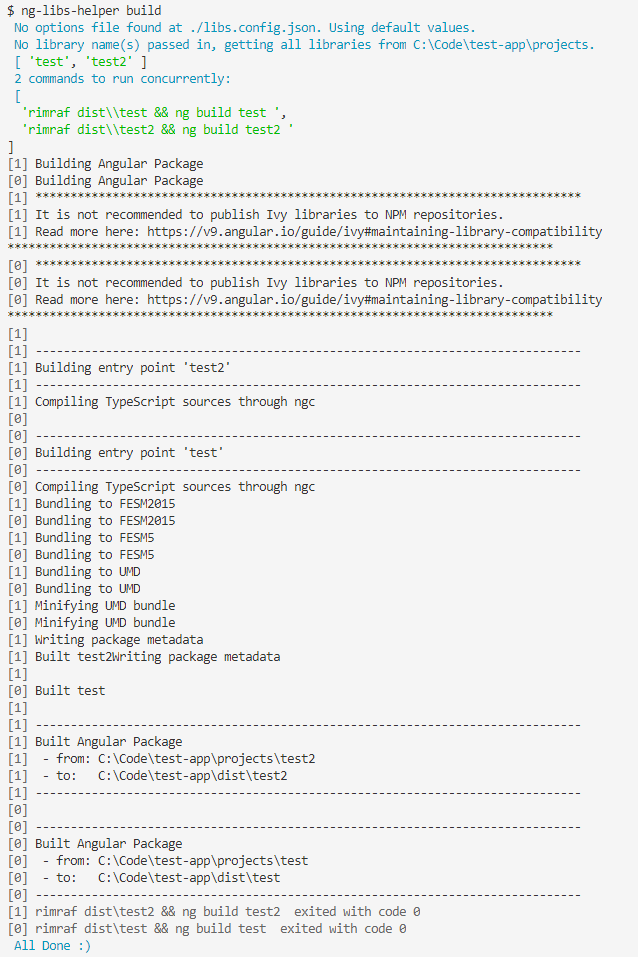 $ ng-libs-helper build
No options file found at ./libs.config.json. Using default values.
No library name(s) passed in, getting all libraries from C:\Code\test-app\projects.
[ 'test', 'test2' ]
2 commands to run concurrently:
[
'rimraf dist\\test && ng build test ',
'rimraf dist\\test2 && ng build test2 '
]
[1] Building Angular Package
[0] Building Angular Package
[1] ******************************************************************************
[1] It is not recommended to publish Ivy libraries to NPM repositories.
[1] Read more here: https://v9.angular.io/guide/ivy#maintaining-library-compatibility
******************************************************************************
[0] ******************************************************************************
[0] It is not recommended to publish Ivy libraries to NPM repositories.
[0] Read more here: https://v9.angular.io/guide/ivy#maintaining-library-compatibility
******************************************************************************
[1]
[1] ------------------------------------------------------------------------------
[1] Building entry point 'test2'
[1] ------------------------------------------------------------------------------
[1] Compiling TypeScript sources through ngc
[0]
[0] ------------------------------------------------------------------------------
[0] Building entry point 'test'
[0] ------------------------------------------------------------------------------
[0] Compiling TypeScript sources through ngc
[1] Bundling to FESM2015
[0] Bundling to FESM2015
[1] Bundling to FESM5
[0] Bundling to FESM5
[1] Bundling to UMD
[0] Bundling to UMD
[1] Minifying UMD bundle
[0] Minifying UMD bundle
[1] Writing package metadata
[1] Built test2Writing package metadata
[1]
[0] Built test
[1]
[1] ------------------------------------------------------------------------------
[1] Built Angular Package
[1]  - from: C:\Code\test-app\projects\test2
[1]  - to:   C:\Code\test-app\dist\test2
[1] ------------------------------------------------------------------------------
[0]
[0] ------------------------------------------------------------------------------
[0] Built Angular Package
[0]  - from: C:\Code\test-app\projects\test
[0]  - to:   C:\Code\test-app\dist\test
[0] ------------------------------------------------------------------------------
[1] rimraf dist\test2 && ng build test2  exited with code 0
[0] rimraf dist\test && ng build test  exited with code 0
All Done :)